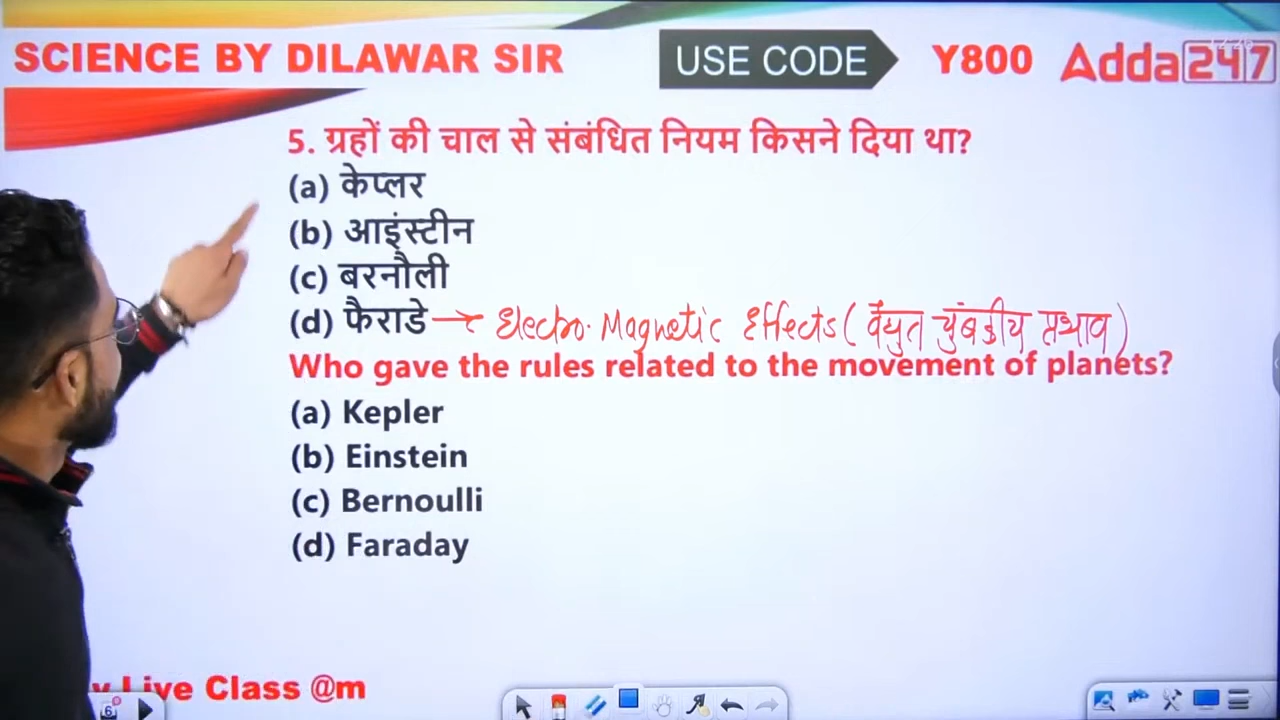 SCIENCE BY DILAWAR SIR
USE CODE
Y800
Adda247
5. ग्रहों की चाल से संबंधित नियम किसने दिया था?
(a) केप्लर
(b) आइंस्टीन
(c) बरनौली
(d) फैराडे → Electro. Magnetic Effects (वैद्युत चुंबकीय प्रभाव)
Who gave the rules related to the movement of planets?
(a) Kepler
(b) Einstein
(c) Bernoulli
(d) Faraday
Live Class @m
6